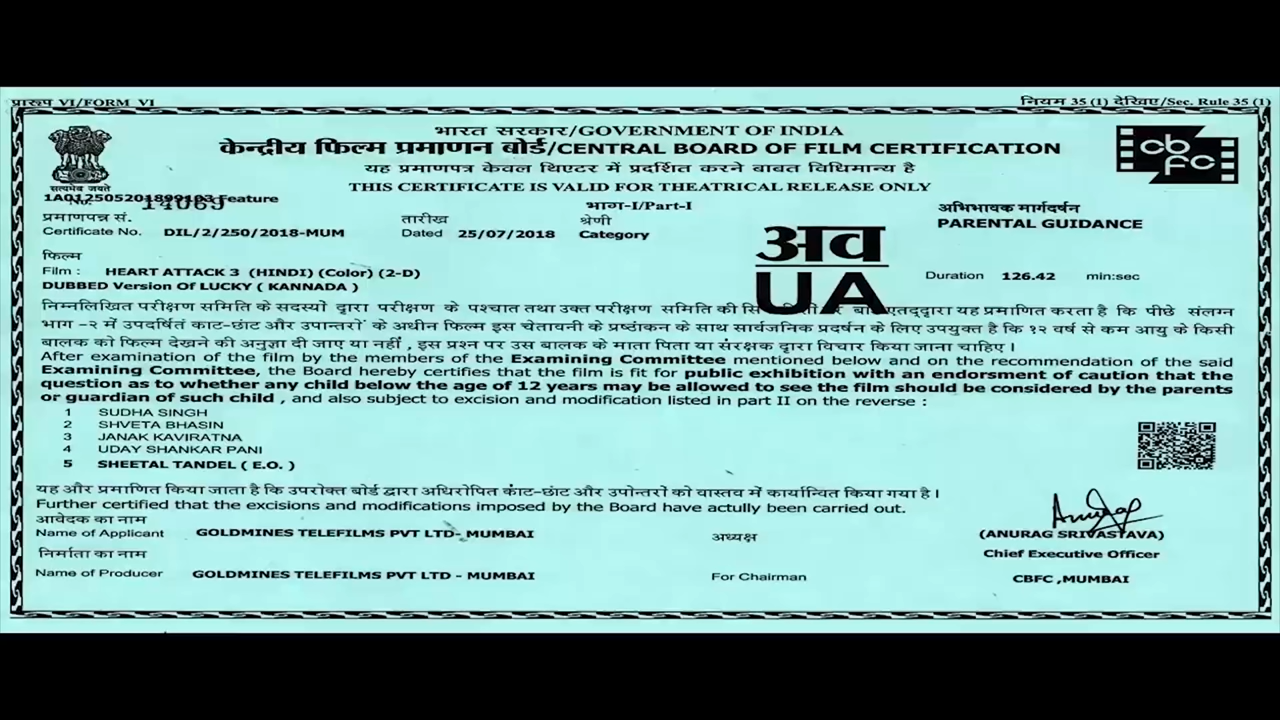 प्रारूप VI/FORM VI
नियम 35 (1) देखिए/Sec. Rule 35 (1)
भारत सरकार/GOVERNMENT OF INDIA
केन्द्रीय फिल्म प्रमाणन बोर्ड/CENTRAL BOARD OF FILM CERTIFICATION
cb fc
यह प्रमाणपत्र केवल थिएटर में प्रदर्शित करने बाबत विधिमान्य है
सत्यमेव जयते
THIS CERTIFICATE IS VALID FOR THEATRICAL RELEASE ONLY
No. 14069 Feature
भाग-I/Part-I
अभिभावक मार्गदर्शन
प्रमाणपत्र सं. तारीख श्रेणी
PARENTAL GUIDANCE
Certificate No. DIL/2/250/2018-MUM Dated 25/07/2018 Category
अव
UA
फिल्म
Film : HEART ATTACK 3 (HINDI) (Color) (2-D)
Duration 126.42 min:sec
DUBBED Version Of LUCKY ( KANNADA )
निम्नलिखित परीक्षण समिति के सदस्यों द्वारा परीक्षण के पश्चात तथा उक्त परीक्षण समिति की एतद्द्वारा यह प्रमाणित करता है कि पीछे संलग्न
भाग -२ में उपदर्षित काट-छांट और उपान्तरों के अधीन फिल्म इस चेतावनी के प्रष्ठांकन के साथ सार्वजनिक प्रदर्शन के लिए उपयुक्त है कि १२ वर्ष से कम आयु के किसी
बालक को फिल्म देखने की अनुज्ञा दी जाए या नहीं , इस प्रश्न पर उस बालक के माता पिता या संरक्षक द्वारा विचार किया जाना चाहिए ।
After examination of the film by the members of the Examining Committee mentioned below and on the recommendation of the said
Examining Committee, the Board hereby certifies that the film is fit for public exhibition with an endorsment of caution that the
question as to whether any child below the age of 12 years may be allowed to see the film should be considered by the parents
or guardian of such child , and also subject to excision and modification listed in part II on the reverse :
1 SUDHA SINGH
2 SHVETA BHASIN
3 JANAK KAVIRATNA
4 UDAY SHANKAR PANI
5 SHEETAL TANDEL ( E.O. )
यह और प्रमाणित किया जाता है कि उपरोक्त बोर्ड द्वारा अधिरोपित काट-छांट और उपोन्तरों को वास्तव में कार्यान्वित किया गया है ।
Further certified that the excisions and modifications imposed by the Board have actully been carried out.
आवेदक का नाम
Name of Applicant GOLDMINES TELEFILMS PVT LTD- MUMBAI
अध्यक्ष
(ANURAG SRIVASTAVA)
निर्माता का नाम
Chief Executive Officer
Name of Producer GOLDMINES TELEFILMS PVT LTD - MUMBAI
For Chairman
CBFC ,MUMBAI